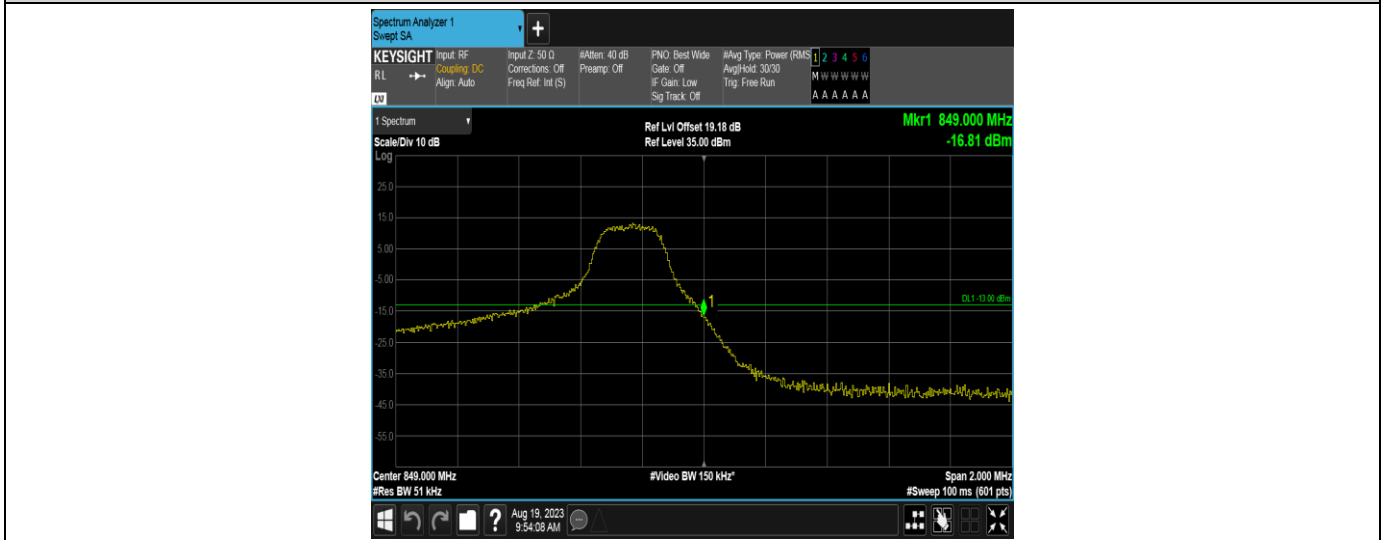 Spectrum Analyzer 1
Swept SA
+
KEYSIGHT
RL
LXI
Input: RF
Coupling: DC
Align: Auto
Input Z: 50 Ω
Corrections: Off
Freq Ref: Int (S)
#Atten: 40 dB
Preamp: Off
PNO: Best Wide
Gate: Off
IF Gain: Low
Sig Track: Off
#Avg Type: Power (RMS
Avg|Hold: 30/30
Trig: Free Run
1 2 3 4 5 6
M W W W W W
A A A A A A
1 Spectrum
Scale/Div 10 dB
Log
Ref Lvl Offset 19.18 dB
Ref Level 35.00 dBm
Mkr1 849.000 MHz
-16.81 dBm
25.0
15.0
5.00
-5.00
-15.0
-25.0
-35.0
-45.0
-55.0
1
DL1 -13.00 dBm
Center 849.000 MHz
#Res BW 51 kHz
#Video BW 150 kHz*
Span 2.000 MHz
#Sweep 100 ms (601 pts)
?
Aug 19, 2023
9:54:08 AM